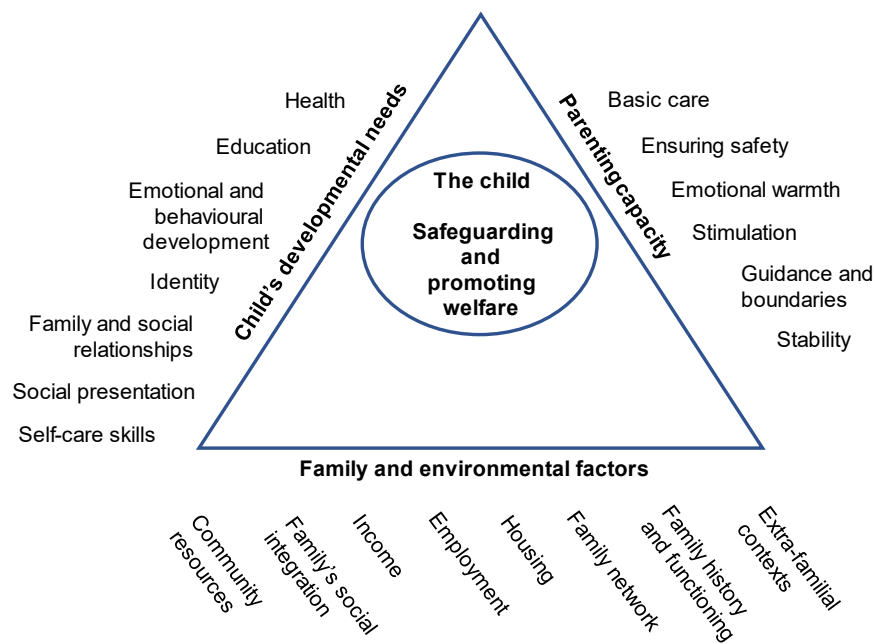 Health
Education
Emotional and
behavioural
development
Identity
Family and social
relationships
Social presentation
Self-care skills
Child's developmental needs
The child
Safeguarding
and
promoting
welfare
Parenting capacity
Basic care
Ensuring safety
Emotional warmth
Stimulation
Guidance and
boundaries
Stability
Family and environmental factors
Community
resources
Family's social
integration
Income
Employment
Housing
Family network
Family history
and functioning
Extra-familial
contexts